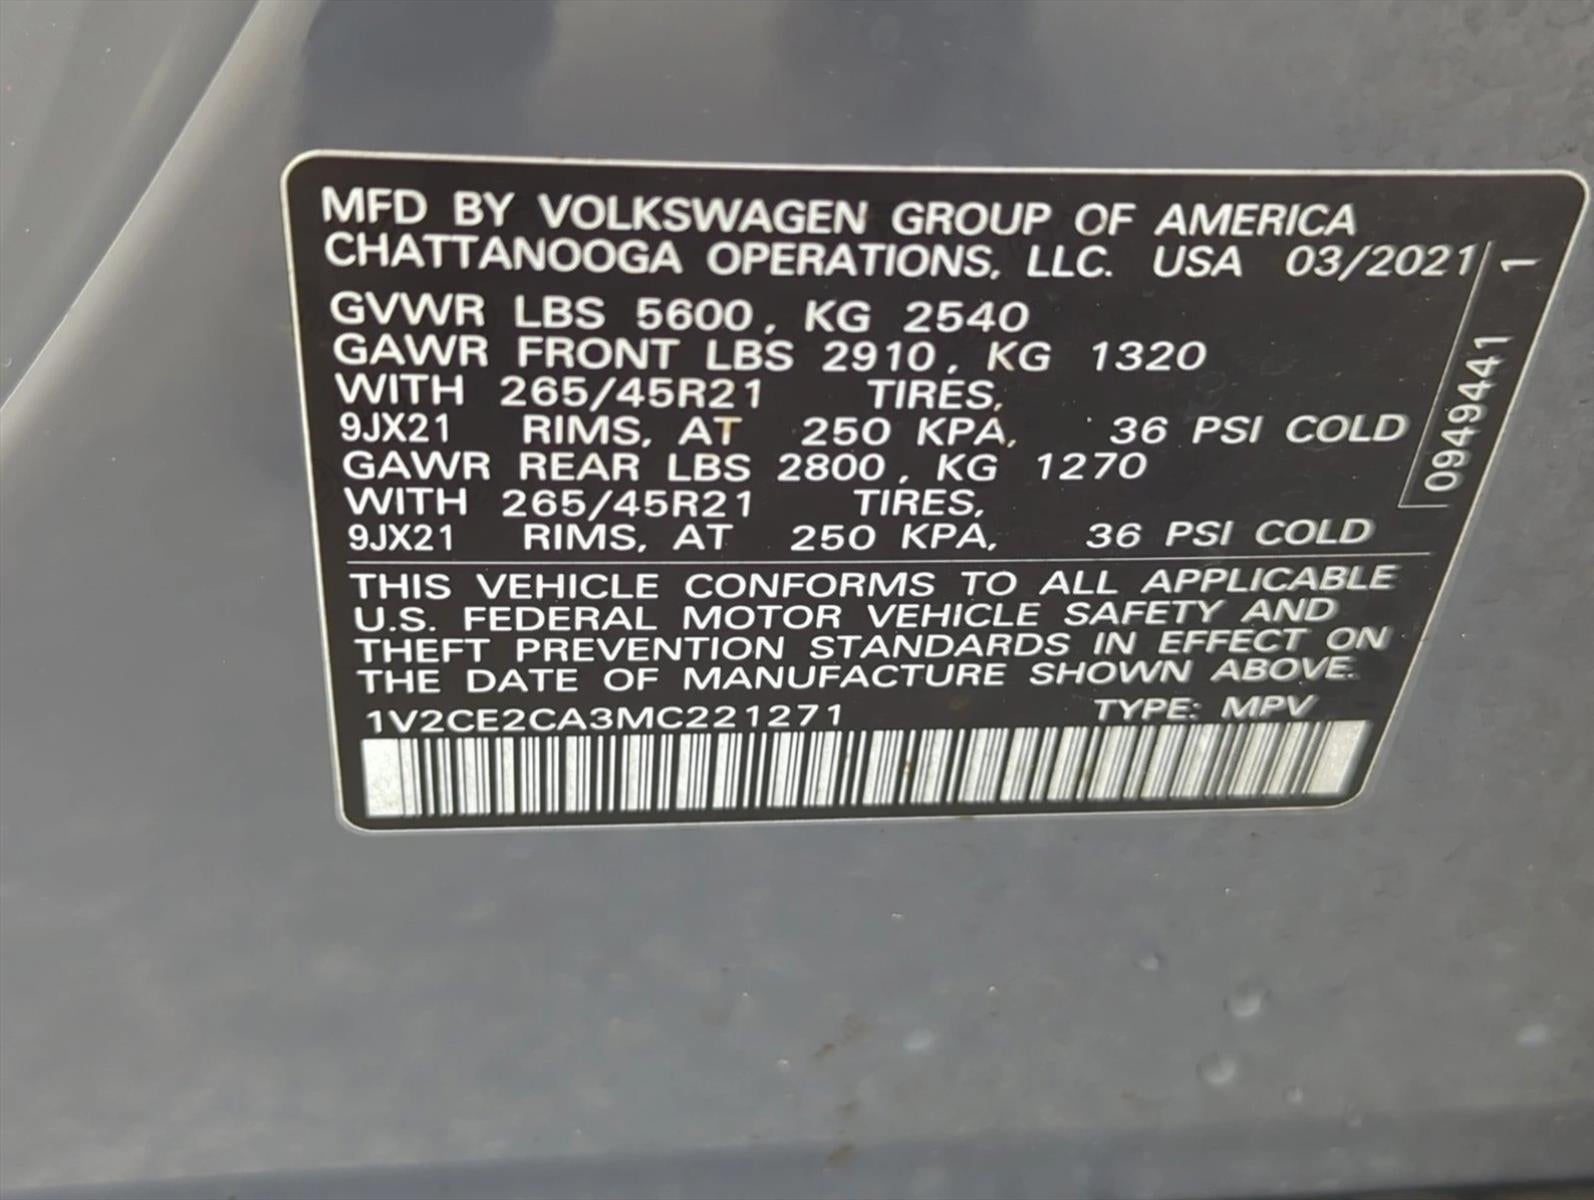 MFD BY VOLKSWAGEN GROUP OF AMERICA
CHATTANOOGA OPERATIONS, LLC. USA 03/2021
GVWR LBS 5600, KG 2540
GAWR FRONT LBS 2910, KG 1320
WITH 265/45R21 TIRES,
9JX21 RIMS, AT 250 KPA, 36 PSI COLD
GAWR REAR LBS 2800, KG 1270
WITH 265/45R21 TIRES,
9JX21 RIMS, AT 250 KPA, 36 PSI COLD
THIS VEHICLE CONFORMS TO ALL APPLICABLE
U.S. FEDERAL MOTOR VEHICLE SAFETY AND
THEFT PREVENTION STANDARDS IN EFFECT ON
THE DATE OF MANUFACTURE SHOWN ABOVE.
1V2CE2CA3MC221271 TYPE: MPV
0949441 1